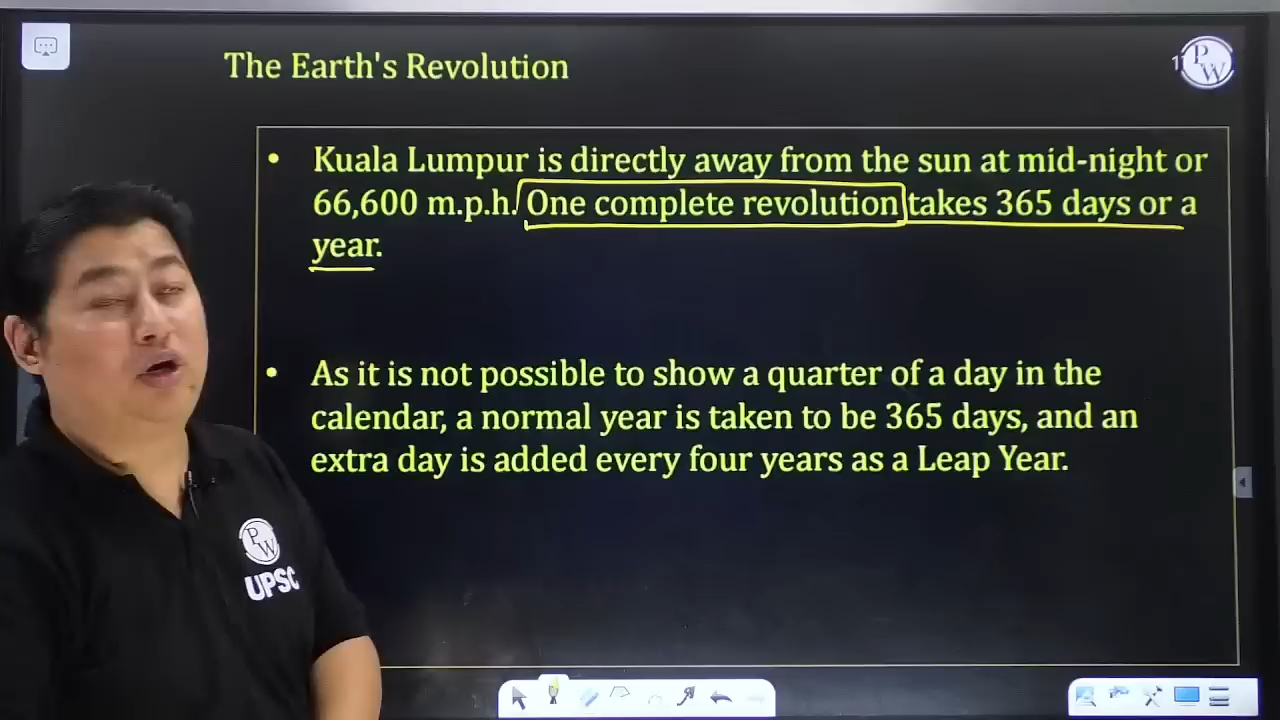 The Earth's Revolution
PW
• Kuala Lumpur is directly away from the sun at mid-night or
66,600 m.p.h. One complete revolution takes 365 days or a
year.
• As it is not possible to show a quarter of a day in the
calendar, a normal year is taken to be 365 days, and an
extra day is added every four years as a Leap Year.
PW
UPSC